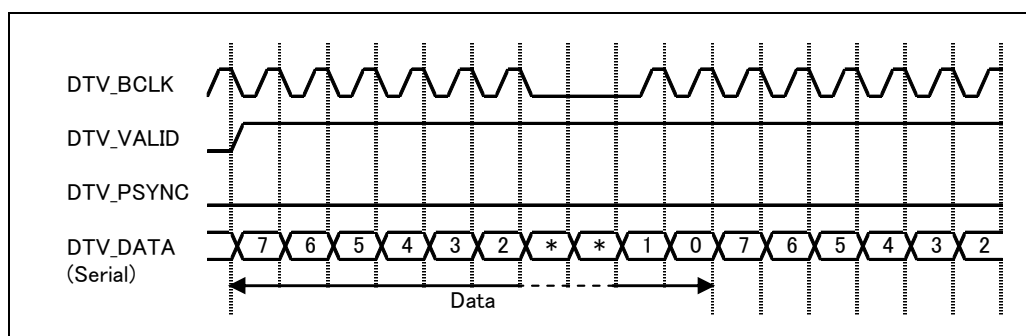 DTV_BCLK
DTV_VALID
DTV_PSYNC
DTV_DATA 7 6 5 4 3 2 * * 1 0 7 6 5 4 3 2
(Serial)
Data